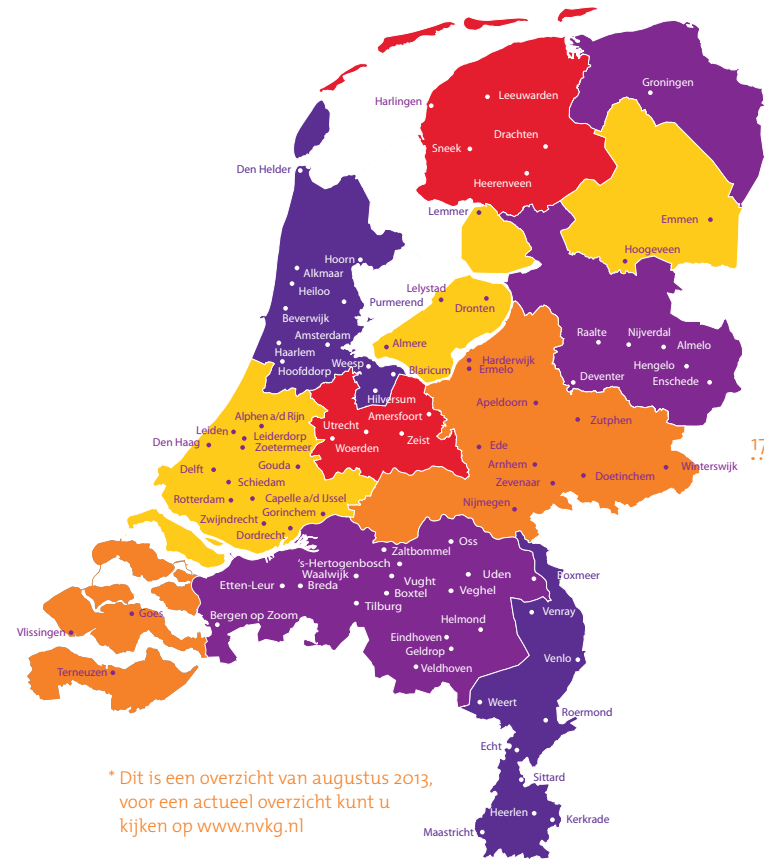 Groningen
Harlingen
Leeuwarden
Drachten
Sneek
Den Helder
Heerenveen
Lemmer
Emmen
Hoogeveen
Hoorn
Alkmaar
Heiloo
Lelystad
Purmerend
Dronten
Beverwijk
Amsterdam
Raalte
Nijverdal
Almelo
Almere
Haarlem
Weesp
Harderwijk
Hoofddorp
Blaricum
Ermelo
Hengelo
Deventer
Enschede
Hilversum
Apeldoorn
Alphen a/d Rijn
Amersfoort
Zutphen
Leiden
Utrecht
Leiderdorp
Den Haag
Zoetermeer
Woerden
Zeist
Ede
17
Gouda
Arnhem
Winterswijk
Delft
Doetinchem
Schiedam
Zevenaar
Rotterdam
Capelle a/d IJssel
Nijmegen
Gorinchem
Zwijndrecht
Dordrecht
Oss
Zaltbommel
's-Hertogenbosch
Waalwijk
Uden
Boxmeer
Etten-Leur
Breda
Vught
Veghel
Boxtel
Tilburg
Goes
Bergen op Zoom
Helmond
Venray
Vlissingen
Eindhoven
Geldrop
Venlo
Veldhoven
Terneuzen
Weert
Roermond
Echt
Sittard
* Dit is een overzicht van augustus 2013,
voor een actueel overzicht kunt u
kijken op www.nvkg.nl
Heerlen
Kerkrade
Maastricht